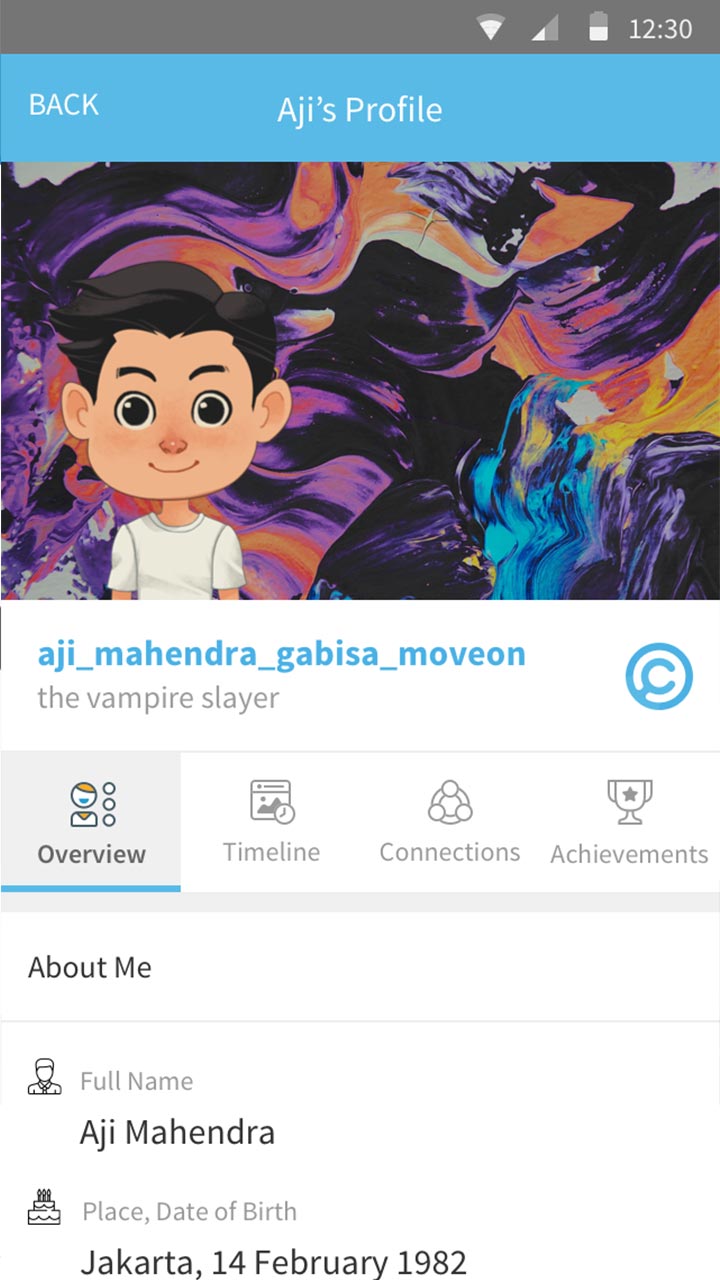 12:30
BACK
Aji’s Profile
aji_mahendra_gabisa_moveon
the vampire slayer
Overview
Timeline
Connections
Achievements
About Me
Full Name
Aji Mahendra
Place, Date of Birth
Jakarta, 14 February 1982